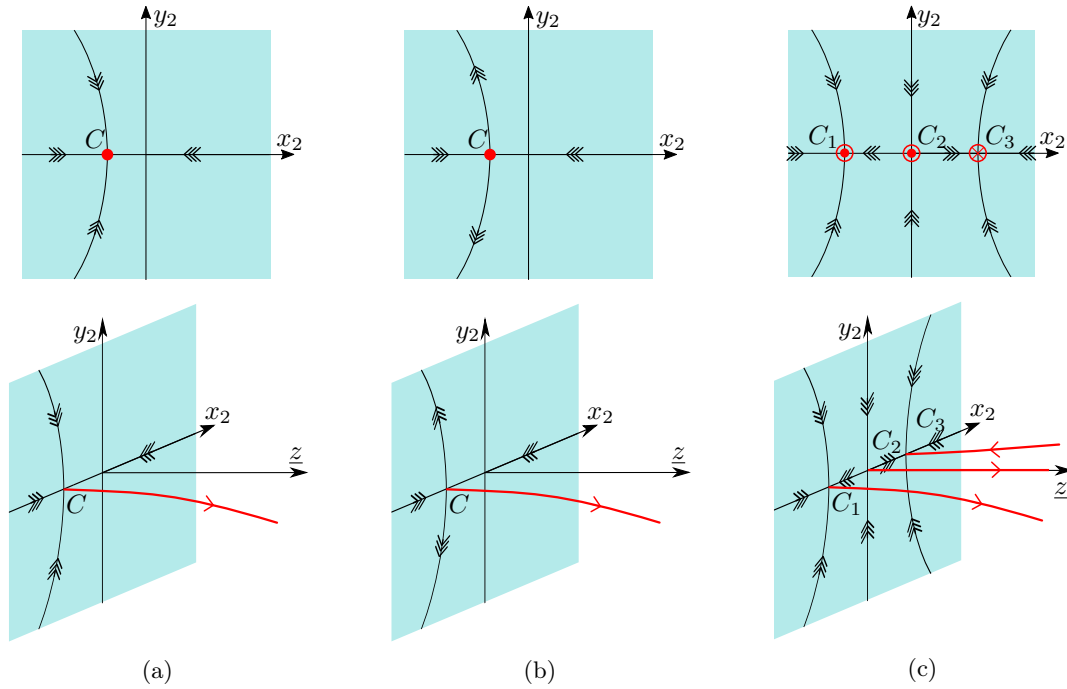 y₂
C
x₂
y₂
C
x₂
y₂
C₁
C₂
C₃
x₂
y₂
x₂
z
C
y₂
x₂
z
C
y₂
x₂
C₃
C₂
C₁
z
(a)
(b)
(c)